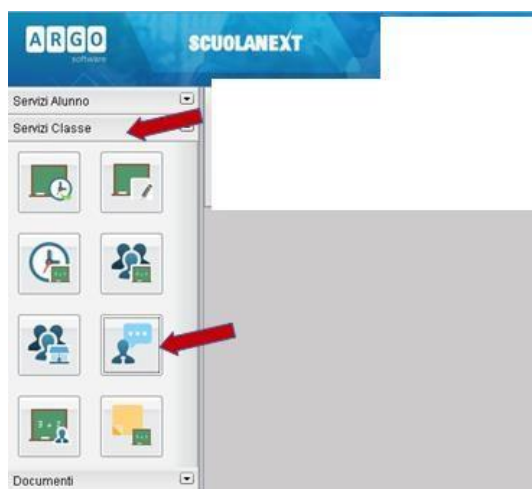 ARGO
software
SCUOLANEXT
Servizi Alunno
Servizi Classe
Documenti